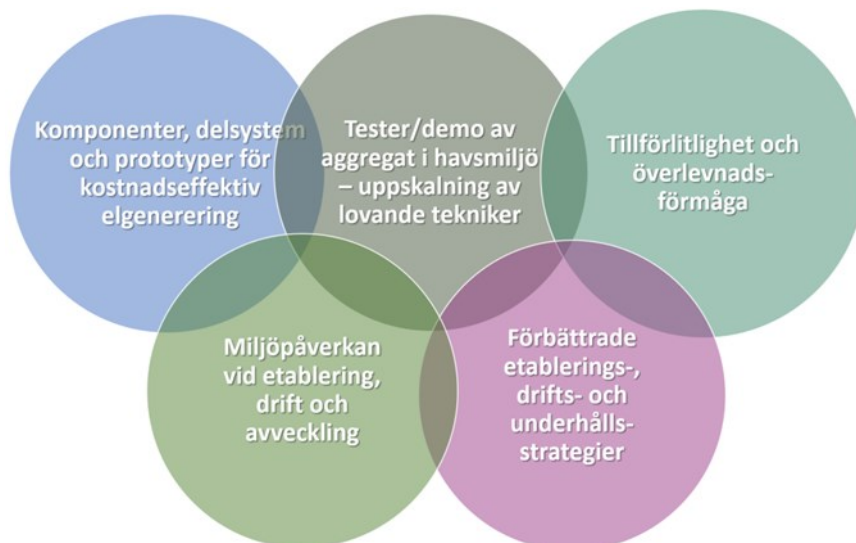 Komponenter, delsystem
och prototyper för
kostnadseffektiv
elgenerering
Tester/demo av
aggregat i havsmiljö
– uppskalning av
lovande tekniker
Tillförlitlighet och
överlevnads-
förmåga
Miljöpåverkan
vid etablering,
drift och
avveckling
Förbättrade
etablerings-,
drifts- och
underhålls-
strategier